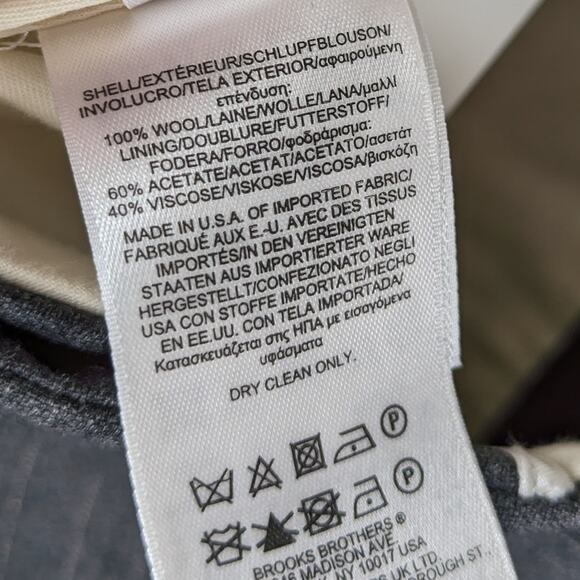 SHELL/EXTÉRIEUR/SCHLUPFBLOUSON/
INVOLUCRO/TELA EXTERIOR/αφαιρούμενη
επένδυση:
100% WOOL/LAINE/WOLLE/LANA/μαλλί
LINING/DOUBLURE/FUTTERSTOFF/
FODERA/FORRO/φοδράρισμα:
60% ACETATE/ACETAT/ACETATO/ασετάτ
40% VISCOSE/VISKOSE/VISCOSA/βισκόζη
MADE IN U.S.A. OF IMPORTED FABRIC/
FABRIQUÉ AUX E.-U. AVEC DES TISSUS
IMPORTÉS/IN DEN VEREINIGTEN
STAATEN AUS IMPORTIERTER WARE
HERGESTELLT/CONFEZIONATO NEGLI
USA CON STOFFE IMPORTATE/HECHO
EN EE.UU. CON TELA IMPORTADA/
Κατασκευάζεται στις ΗΠΑ με εισαγόμενα
υφάσματα
DRY CLEAN ONLY.
P
P
BROOKS BROTHERS ®
MADISON AVE.
NY 10017 USA
UK LTD.
ST.,